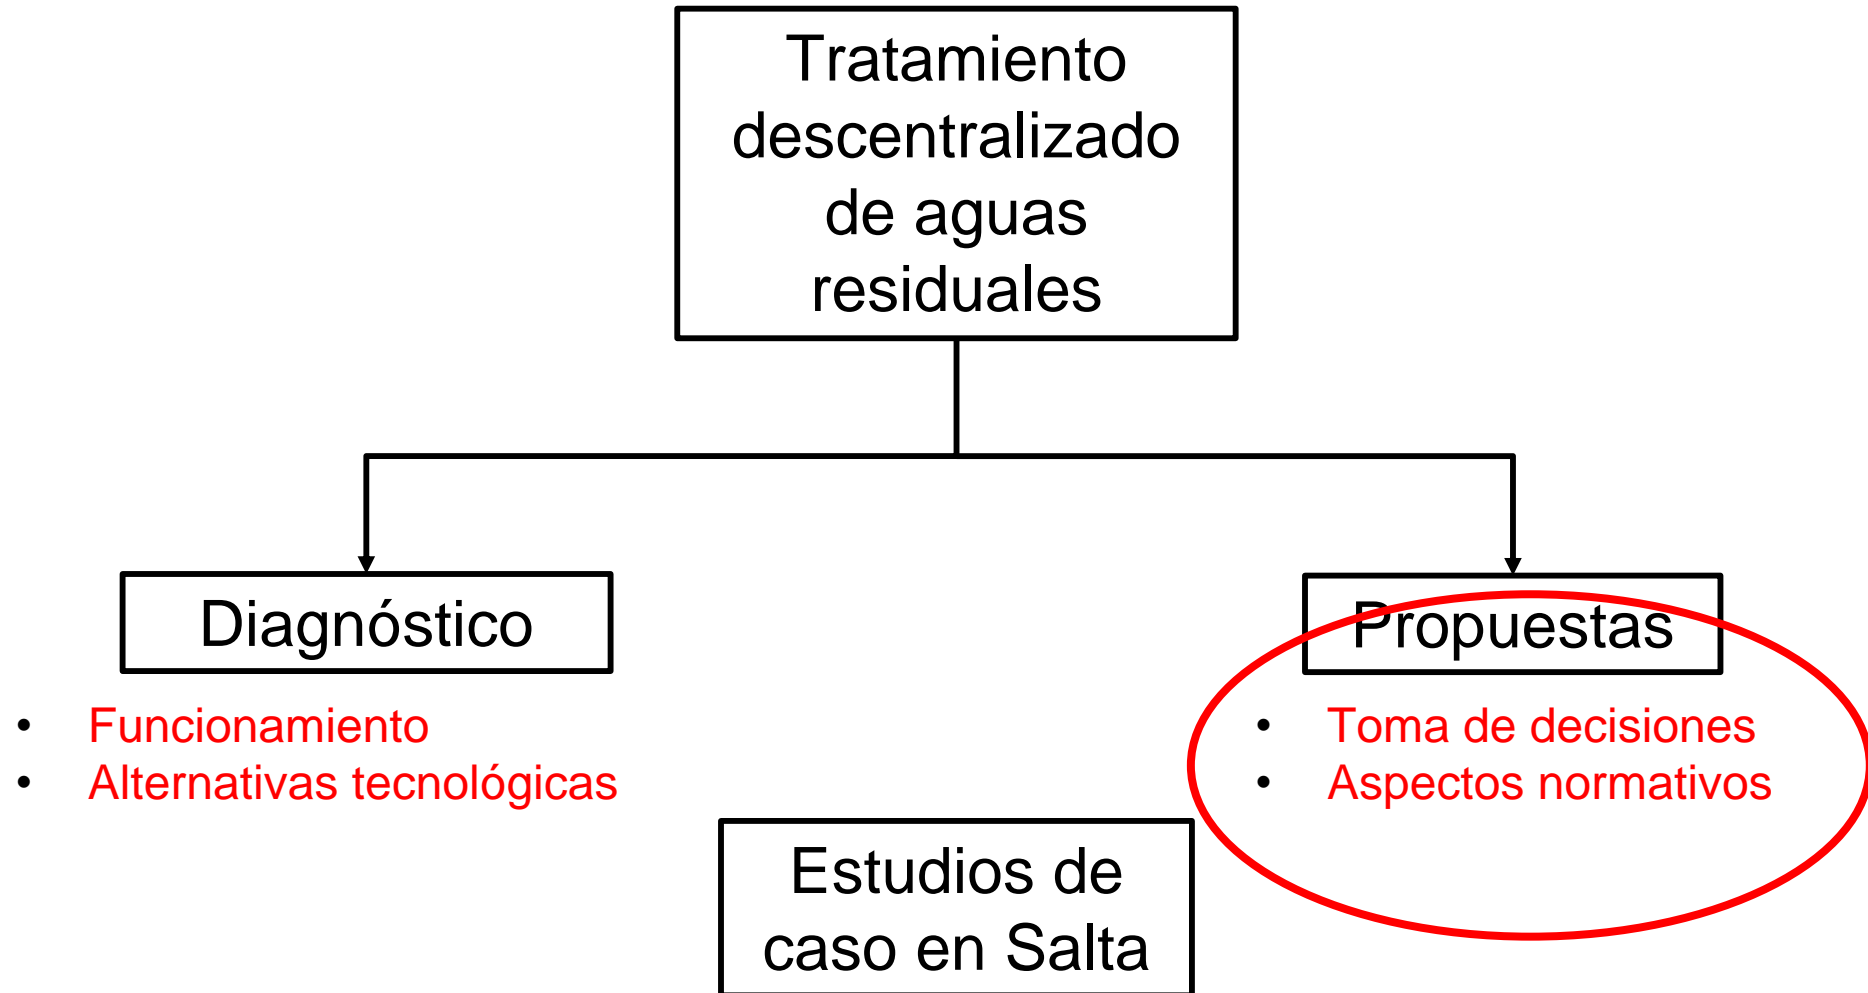 Tratamiento
descentralizado
de aguas
residuales
Diagnóstico
• Funcionamiento
• Alternativas tecnológicas
Propuestas
• Toma de decisiones
• Aspectos normativos
Estudios de
caso en Salta